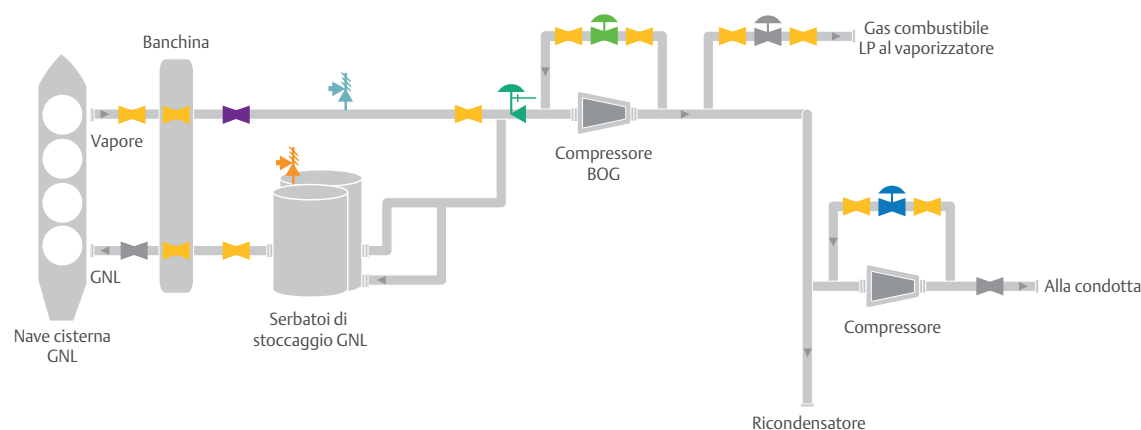 Banchina
Gas combustibile
LP al vaporizzatore
Vapore
Compressore
BOG
GNL
Serbatoi di
stoccaggio GNL
Nave cisterna
GNL
Alla condotta
Compressore
Ricondensatore